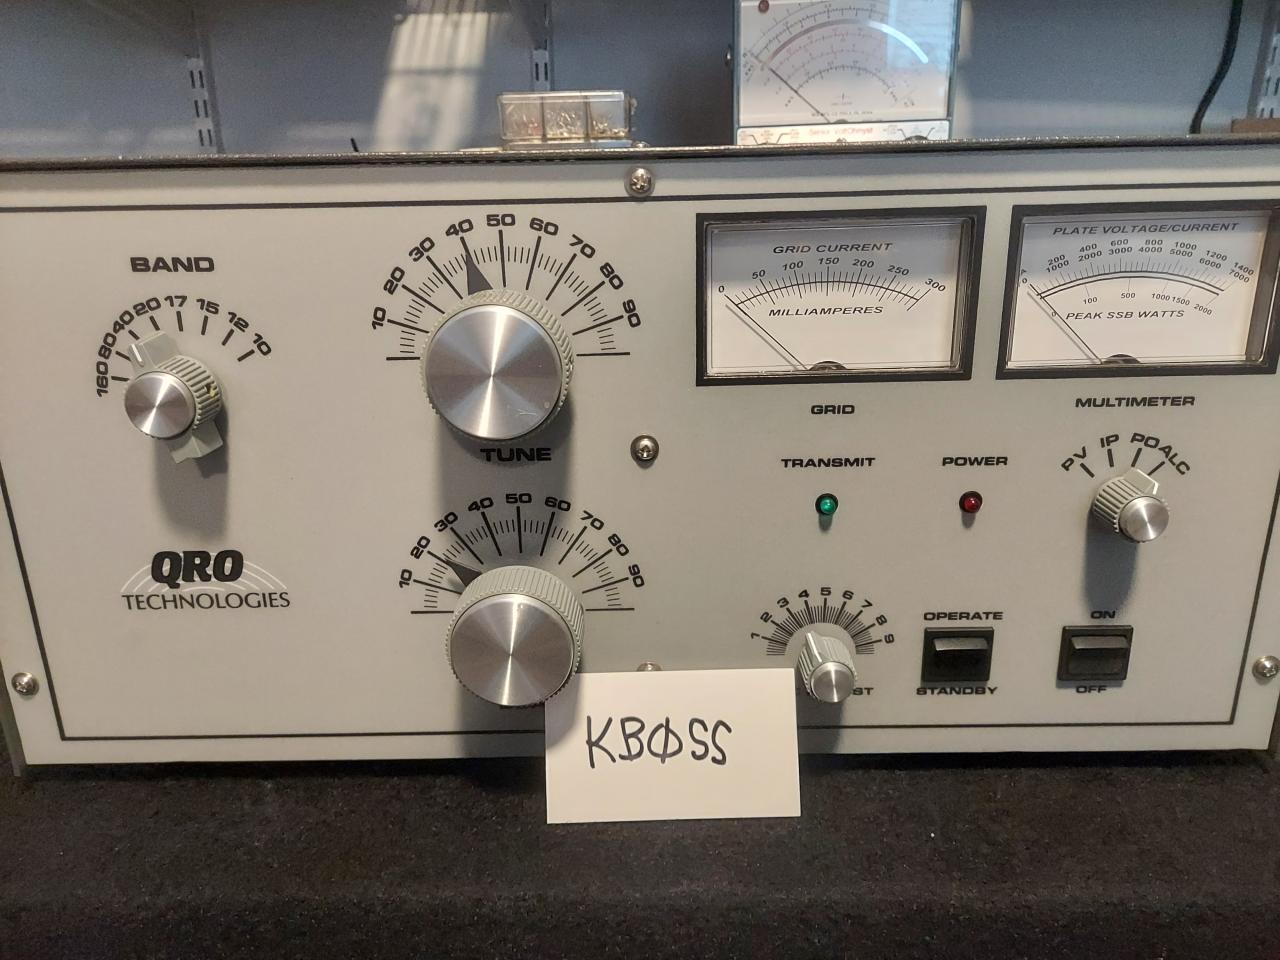 BAND
160 80 40 20 17 15 12 10
10 20 30 40 50 60 70 80 90
TUNE
10 20 30 40 50 60 70 80 90
QRO
TECHNOLOGIES
GRID CURRENT
0 50 100 150 200 250 300
MILLIAMPERES
GRID
PLATE VOLTAGE/CURRENT
0 200 400 600 800 1000 1200 1400
1000 2000 3000 4000 5000 6000 7000
0 100 500 1000 1500 2000
PEAK SSB WATTS
MULTIMETER
PV IP PO ALC
TRANSMIT
POWER
1 2 3 4 5 6 7 8 9
ST
OPERATE
STANDBY
ON
OFF
KBØSS